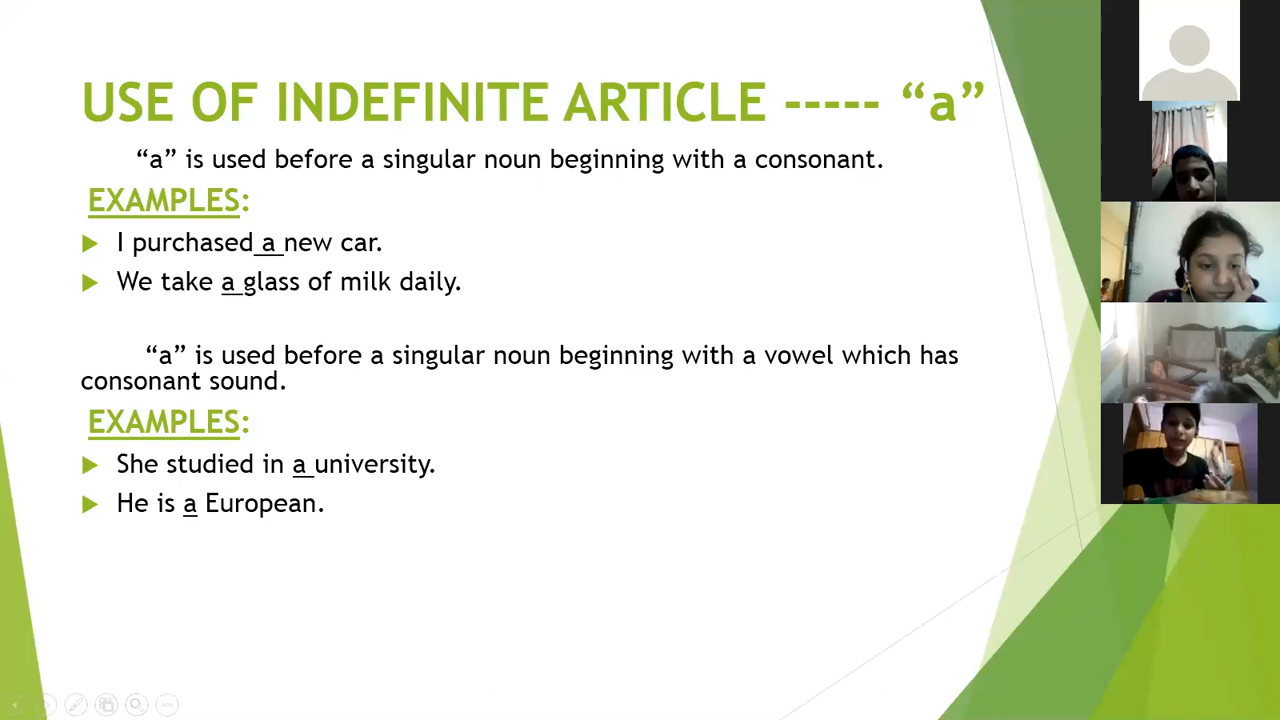 USE OF INDEFINITE ARTICLE ----- “a”
“a” is used before a singular noun beginning with a consonant.
EXAMPLES:
I purchased a new car.
We take a glass of milk daily.
“a” is used before a singular noun beginning with a vowel which has
consonant sound.
EXAMPLES:
She studied in a university.
He is a European.